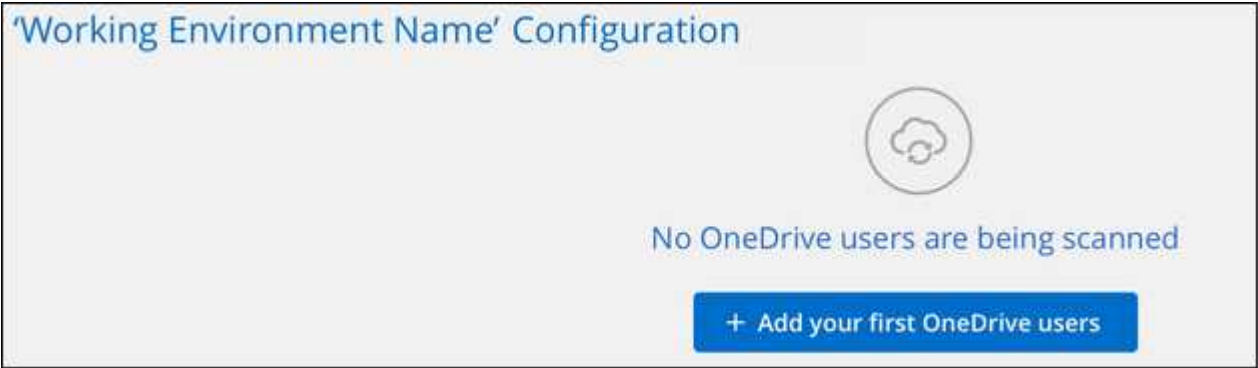 ‘Working Environment Name’ Configuration
No OneDrive users are being scanned
+ Add your first OneDrive users